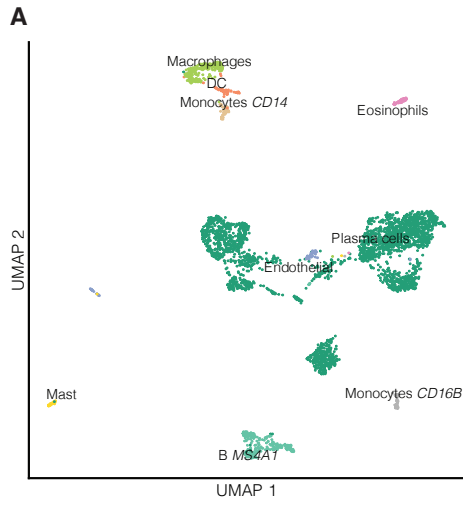 A
Macrophages
DC
Monocytes CD14
Eosinophils
Plasma cells
Endothelial
UMAP 2
Mast
Monocytes CD16B
B MS4A1
UMAP 1